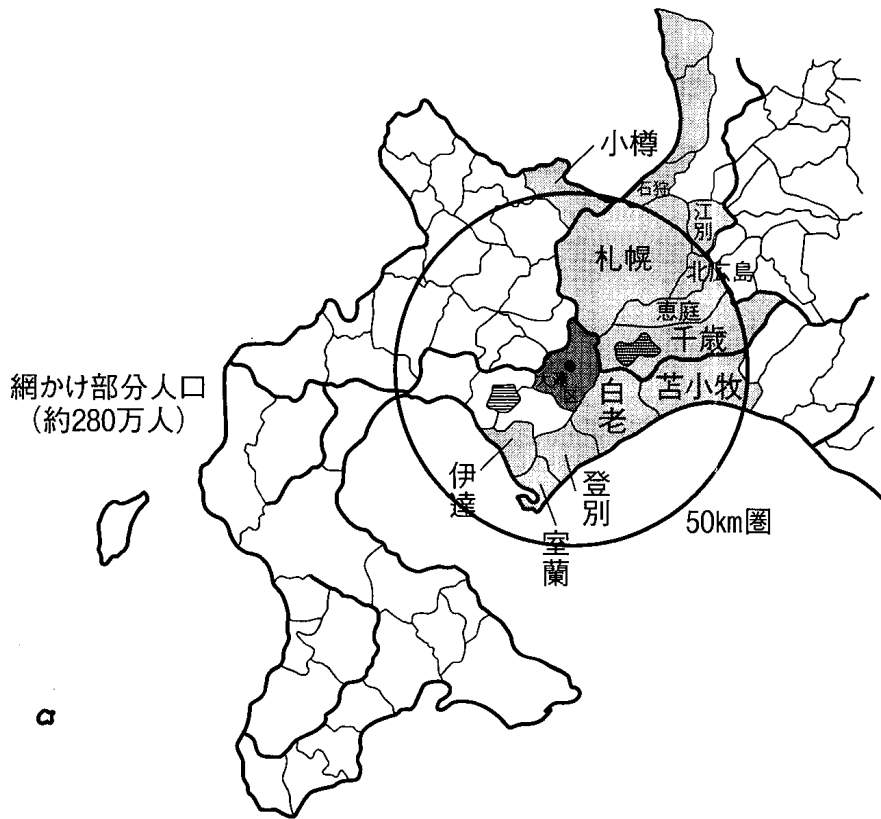 小樽
石狩
江別
札幌
北広島
恵庭
千歳
網かけ部分人口
(約280万人)
白老
苫小牧
伊達
登別
室蘭
50km圏